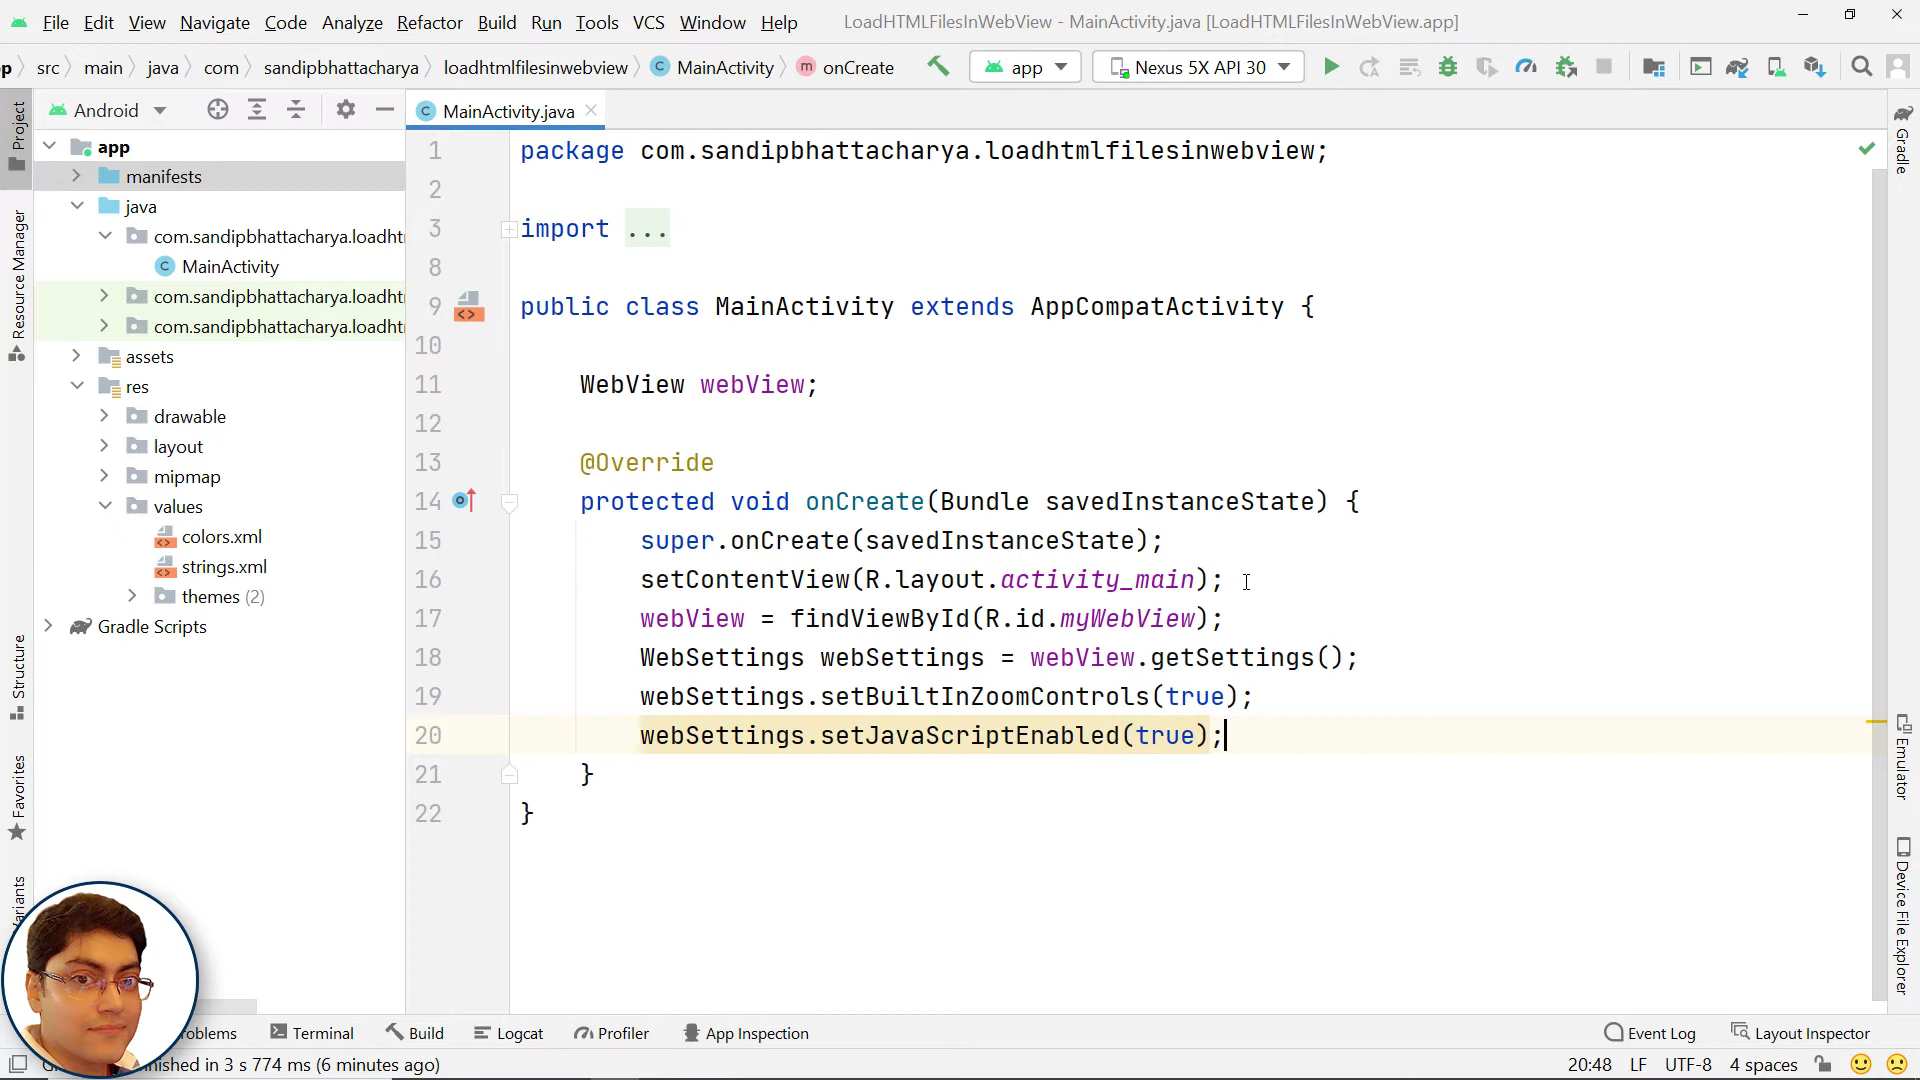 File Edit View Navigate Code Analyze Refactor Build Run Tools VCS Window Help LoadHTMLFilesInWebView - MainActivity.java [LoadHTMLFilesInWebView.app]
src main java com sandipbhattacharya loadhtmlfilesinwebview MainActivity onCreate app Nexus 5X API 30
Android MainActivity.java
Project
Resource Manager
Structure
Favorites
app
manifests
java
com.sandipbhattacharya.loadht
MainActivity
com.sandipbhattacharya.loadht
com.sandipbhattacharya.loadht
assets
res
drawable
layout
mipmap
values
colors.xml
strings.xml
themes (2)
Gradle Scripts
1 package com.sandipbhattacharya.loadhtmlfilesinwebview;
2
3 import ...
8
9 public class MainActivity extends AppCompatActivity {
10
11 WebView webView;
12
13 @Override
14 protected void onCreate(Bundle savedInstanceState) {
15 super.onCreate(savedInstanceState);
16 setContentView(R.layout.activity_main);
17 webView = findViewById(R.id.myWebView);
18 WebSettings webSettings = webView.getSettings();
19 webSettings.setBuiltInZoomControls(true);
20 webSettings.setJavaScriptEnabled(true);
21 }
22 }
Gradle
Emulator
Device File Explorer
Terminal Build Logcat Profiler App Inspection Event Log Layout Inspector
in 3 s 774 ms (6 minutes ago) 20:48 LF UTF-8 4 spaces